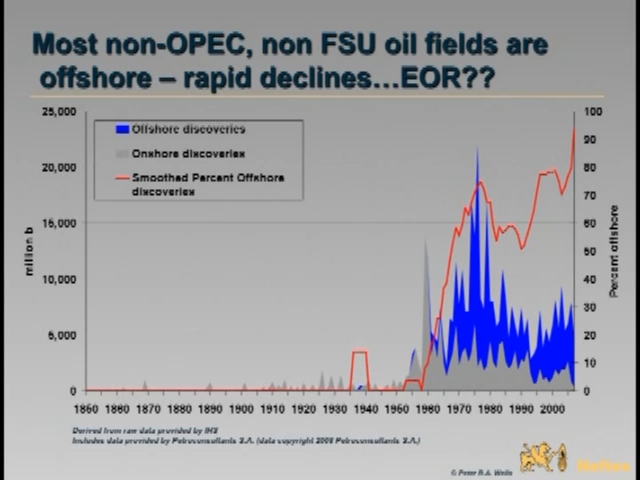 Most non-OPEC, non FSU oil fields are
offshore – rapid declines…EOR??
25,000
20,000
15,000
10,000
5,000
0
million b
Offshore discoveries
Onshore discoveries
Smoothed Percent Offshore
discoveries
100
90
80
70
60
50
40
30
20
10
0
Percent offshore
1860 1860 1870 1880 1890 1900 1910 1920 1930 1940 1950 1960 1970 1980 1990 2000
Derived from raw data provided by IHS
Includes data provided by Petroconsultants S.A. (data copyright 2008 Petroconsultants S.A.)
© Peter R.A. Wells